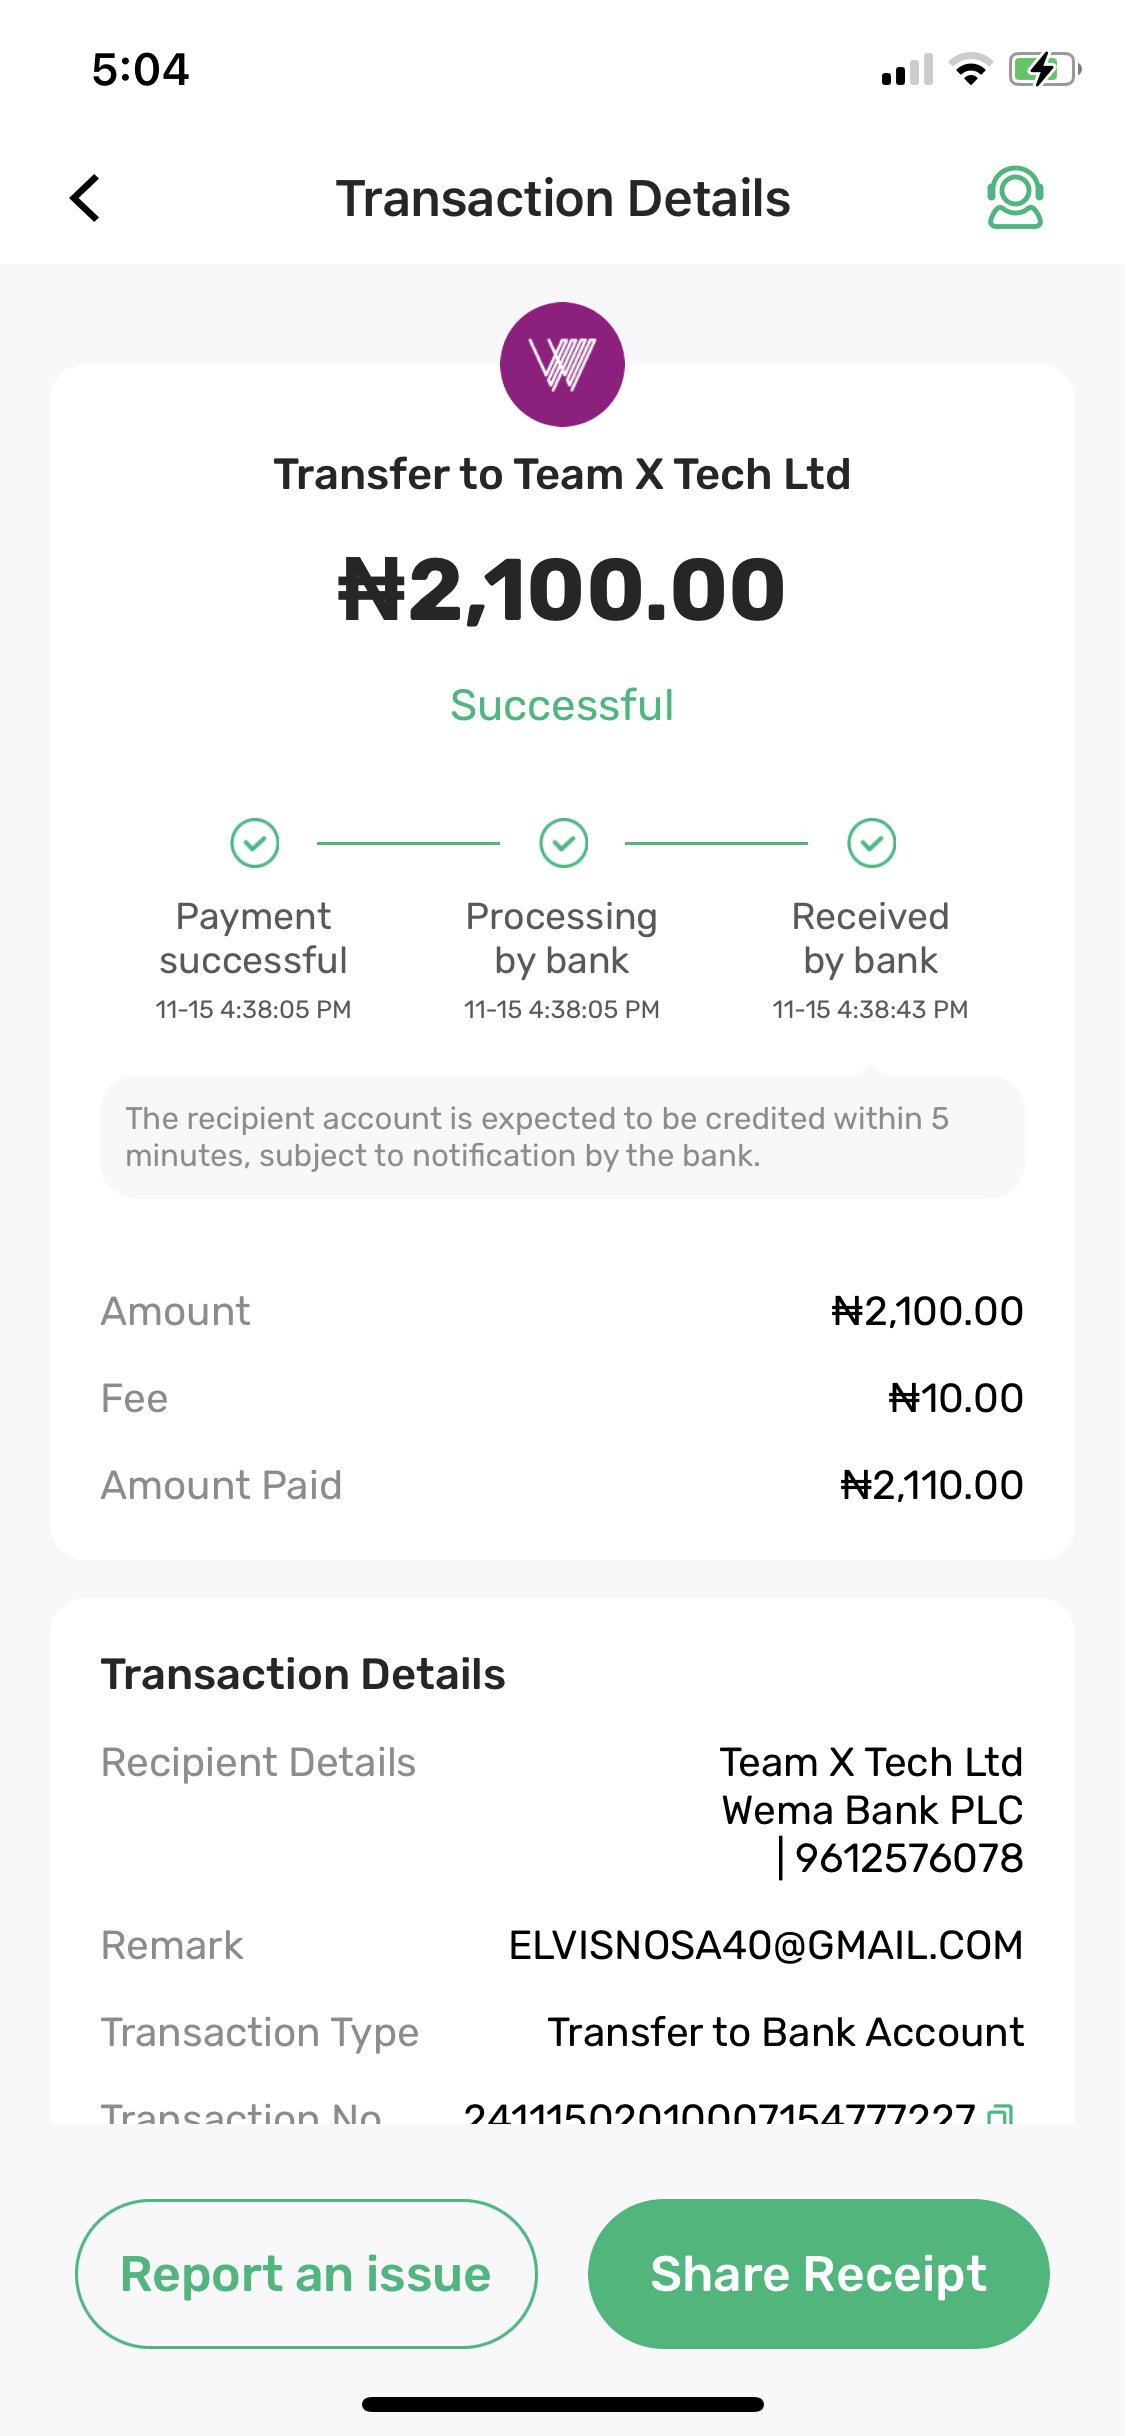 5:04
Transaction Details
Transfer to Team X Tech Ltd
₦2,100.00
Successful
Payment successful
11-15 4:38:05 PM
Processing by bank
11-15 4:38:05 PM
Received by bank
11-15 4:38:43 PM
The recipient account is expected to be credited within 5
minutes, subject to notification by the bank.
Amount ₦2,100.00
Fee ₦10.00
Amount Paid ₦2,110.00
Transaction Details
Recipient Details Team X Tech Ltd
Wema Bank PLC
| 9612576078
Remark ELVISNOSA40@GMAIL.COM
Transaction Type Transfer to Bank Account
Transaction No. 241115020100071547​77227
Report an issue
Share Receipt